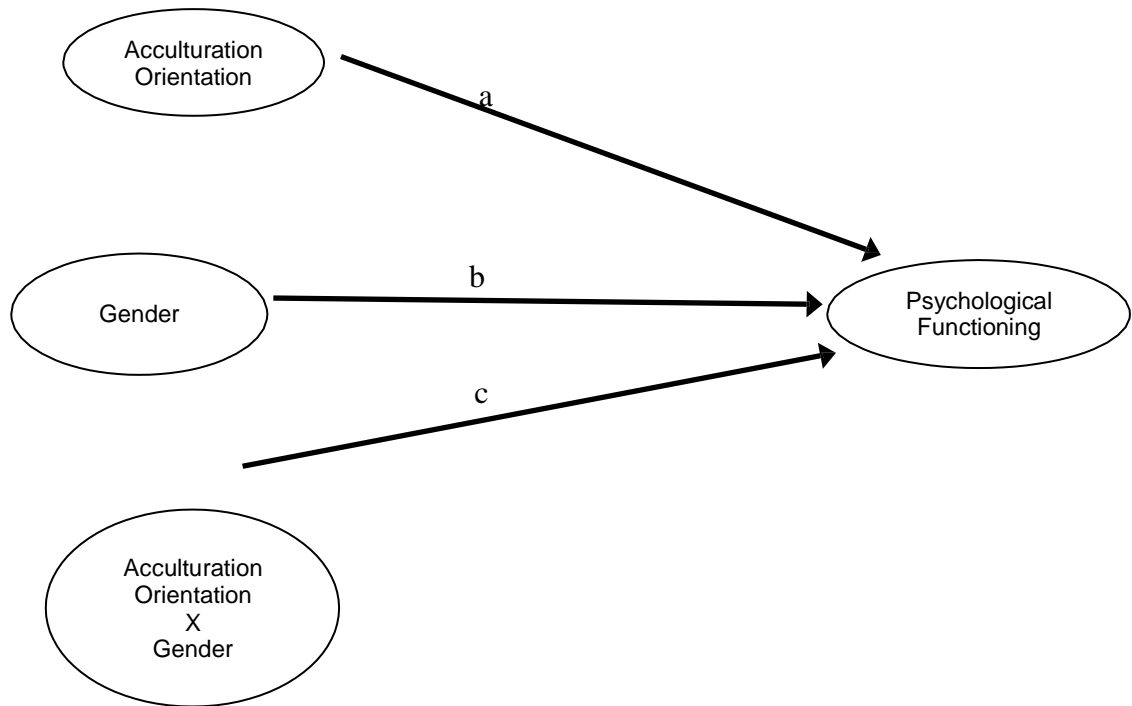 Acculturation
Orientation
a
Gender
b
Psychological
Functioning
c
Acculturation
Orientation
X
Gender